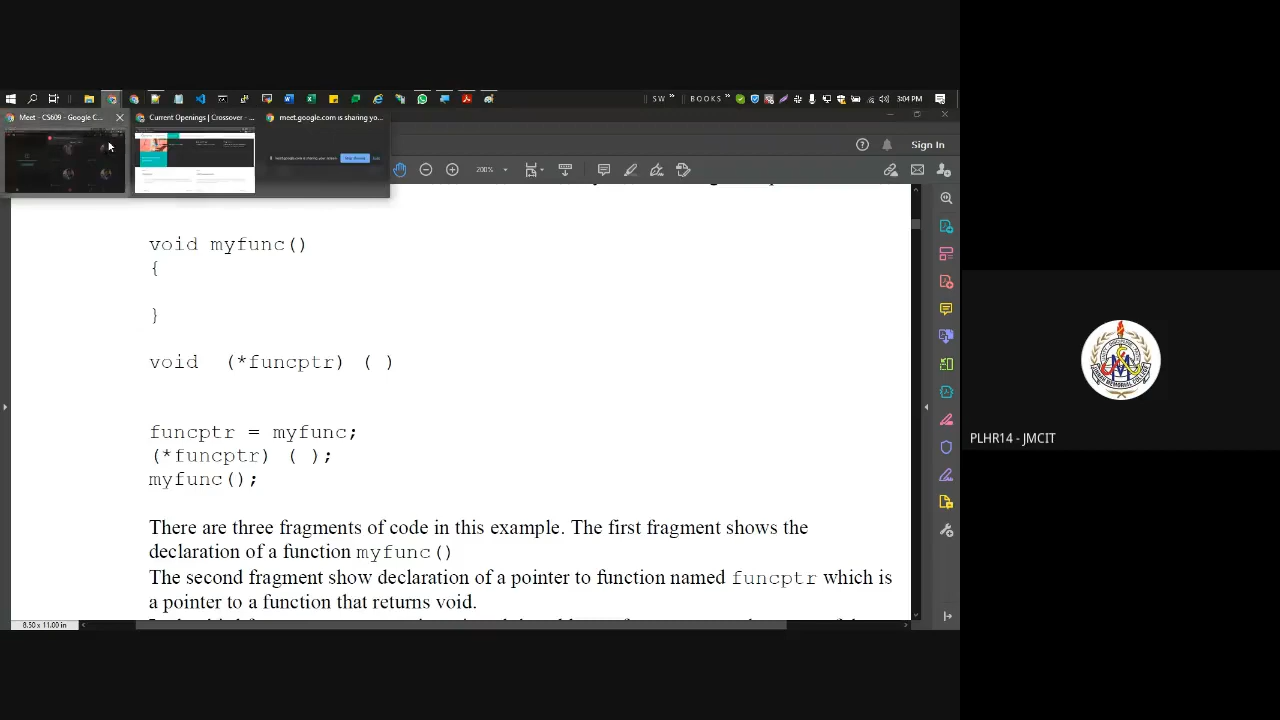 SW »
BOOKS »
3:04 PM
Meet - CS609 - Google C...
Current Openings | Crossover - ...
meet.google.com is sharing yo...
Sign In
200%
void myfunc()
{
}
void (*funcptr) ( )
funcptr = myfunc;
(*funcptr) ( );
myfunc();
There are three fragments of code in this example. The first fragment shows the
declaration of a function myfunc()
The second fragment show declaration of a pointer to function named funcptr which is
a pointer to a function that returns void.
8.50 x 11.00 in
PLHR14 - JMCIT